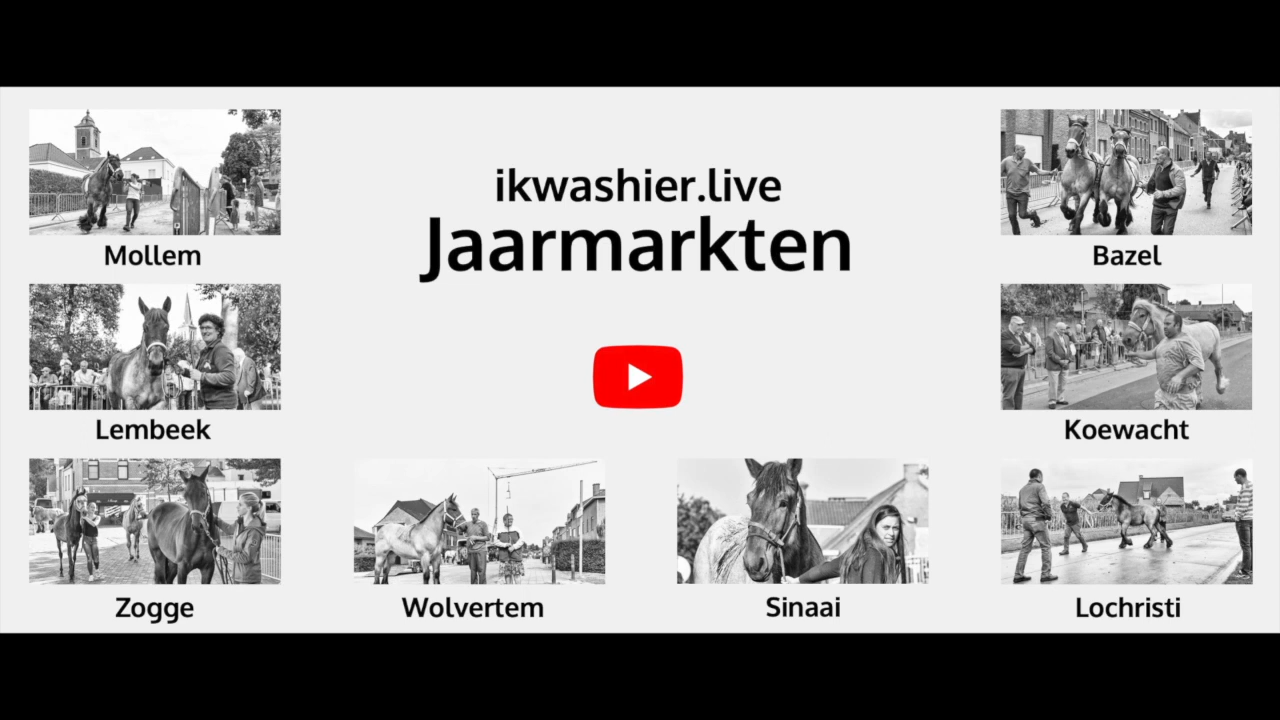 ikwashier.live
Jaarmarkten
Mollem
Bazel
Lembeek
Koewacht
Zogge
Wolvertem
Sinaai
Lochristi